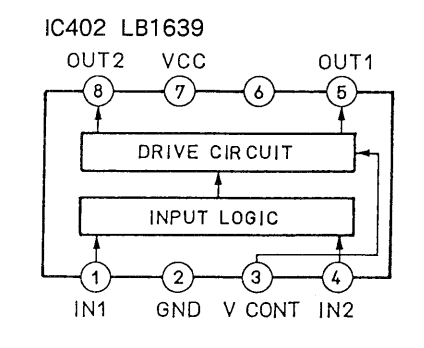 IC402 LB1639
OUT2 VCC OUT1
8 7 6 5
DRIVE CIRCUIT
INPUT LOGIC
1 2 3 4
IN1 GND V CONT IN2